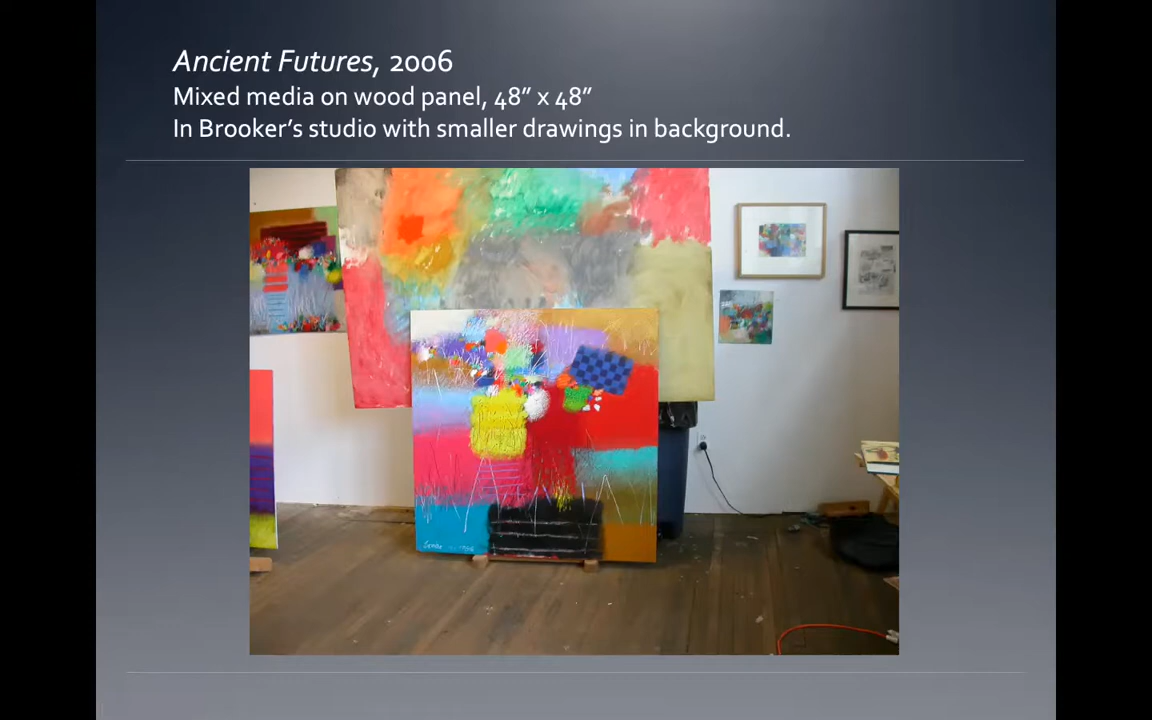 Ancient Futures, 2006
Mixed media on wood panel, 48” x 48”
In Brooker’s studio with smaller drawings in background.